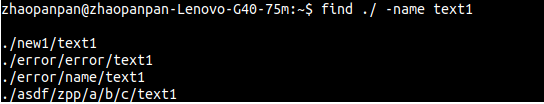 zhaopanpan@zhaopanpan-Lenovo-G40-75m:~$ find ./ -name text1
./new1/text1
./error/error/text1
./error/name/text1
./asdf/zpp/a/b/c/text1